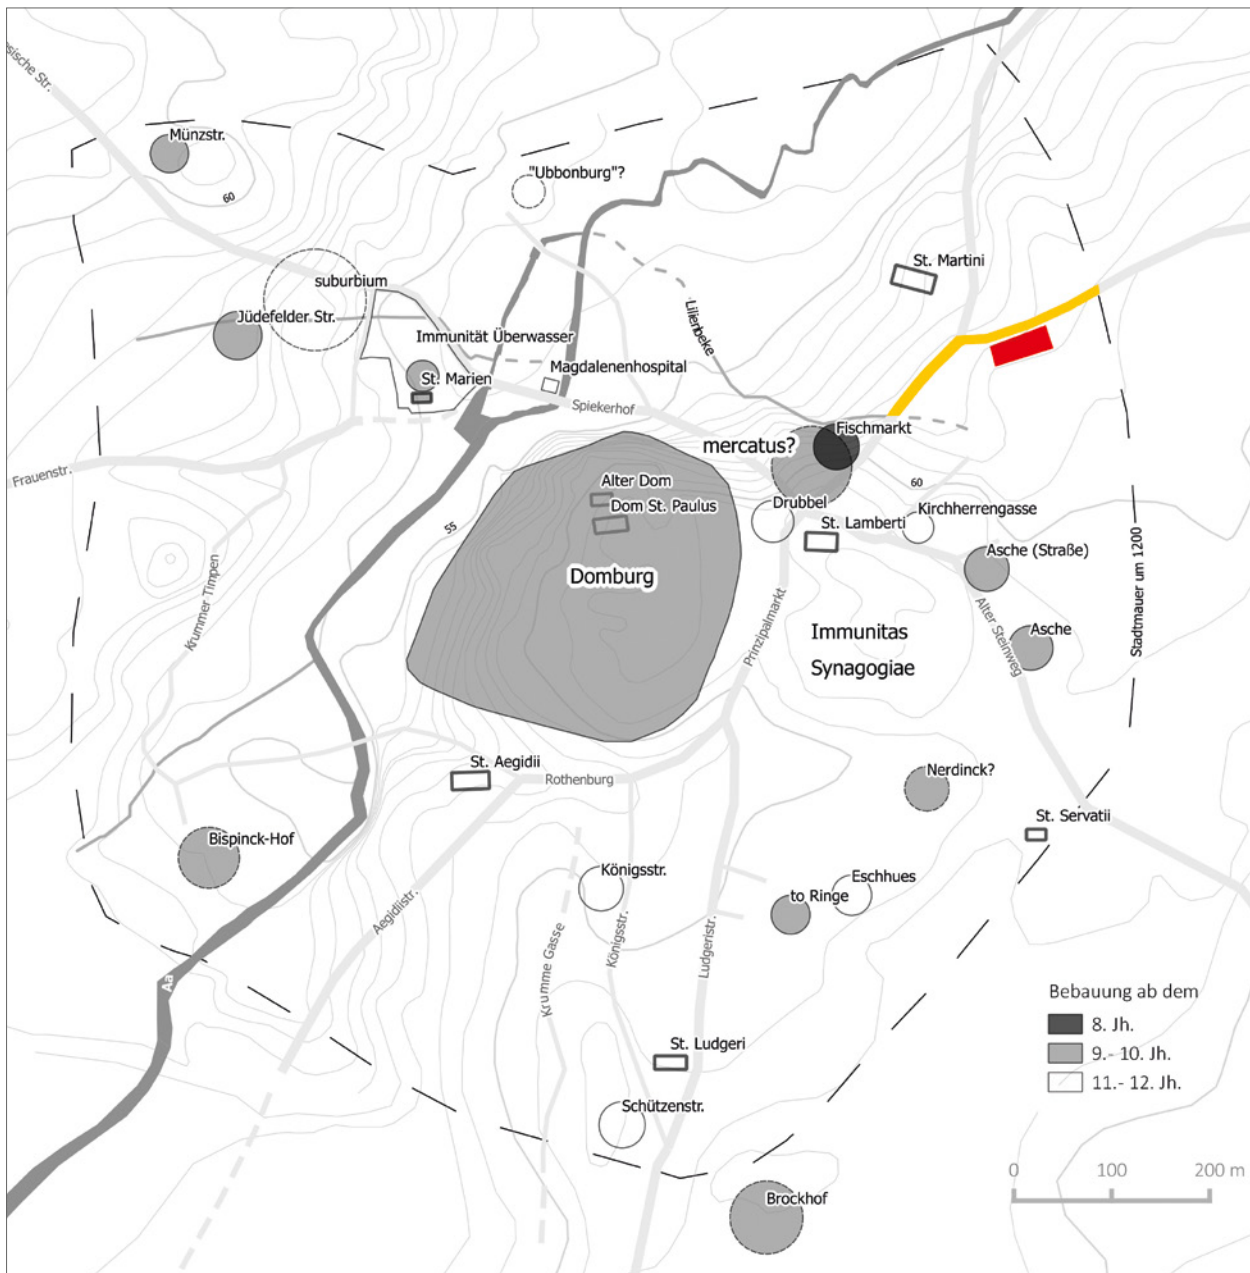 sische Str.
Münzstr.
"Ubbonburg"?
60
St. Martini
suburbium
Jüdefelder Str.
Lilienbeke
Immunität Überwasser
Magdalenenhospital
St. Marien
Spiekerhof
Fischmarkt
mercatus?
Frauenstr.
Alter Dom
60
Drubbel
Kirchherrengasse
Dom St. Paulus
St. Lamberti
55
Asche (Straße)
Domburg
Stadtmauer um 1200
Krummer Timpen
Prinzipalmarkt
Alter Steinweg
Asche
Immunitas
Synagogiae
St. Aegidii
Rothenburg
Nerdinck?
St. Servatii
Bispinck-Hof
Königsstr.
Eschhues
to Ringe
Aegidiistr.
Krumme Gasse
Königsstr.
Ludgeristr.
Aa
St. Ludgeri
Schützenstr.
Brockhof
Bebauung ab dem
8. Jh.
9.- 10. Jh.
11.- 12. Jh.
0 100 200 m